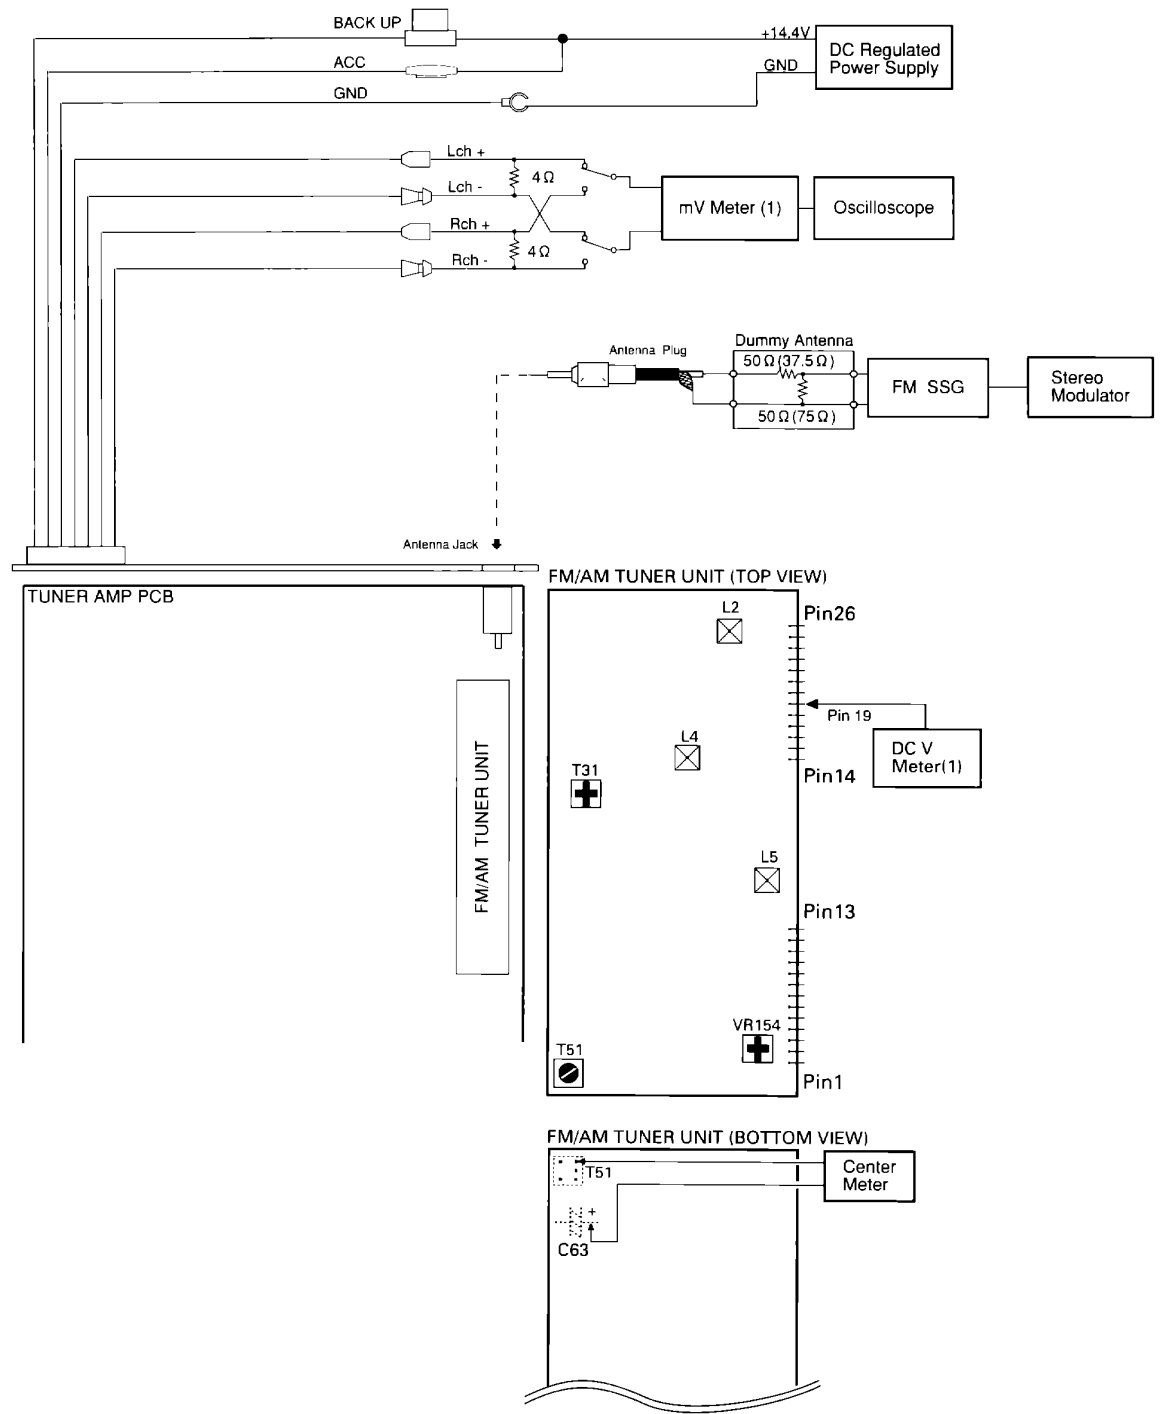 BACK UP
+14.4V
DC Regulated
Power Supply
ACC
GND
GND
Lch +
4Ω
Lch -
mV Meter (1)
Oscilloscope
Rch +
4Ω
Rch -
Dummy Antenna
Antenna Plug
50Ω(37.5Ω)
FM SSG
Stereo
Modulator
50Ω(75Ω)
Antenna Jack
FM/AM TUNER UNIT (TOP VIEW)
TUNER AMP PCB
L2
Pin26
Pin 19
L4
DC V
Meter(1)
T31
Pin14
FM/AM TUNER UNIT
L5
Pin13
VR154
T51
Pin1
FM/AM TUNER UNIT (BOTTOM VIEW)
T51
Center
Meter
+
C63